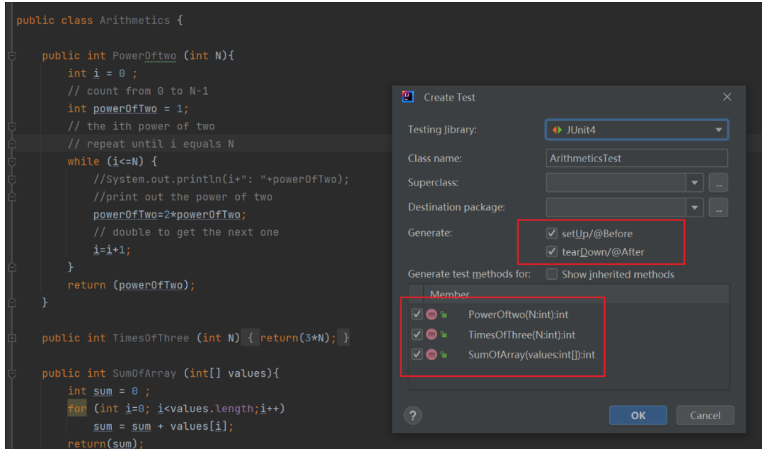 public class Arithmetics {
public int PowerOftwo (int N){
int i = 0 ;
// count from 0 to N-1
int powerOfTwo = 1;
// the ith power of two
// repeat until i equals N
while (i<=N) {
//System.out.println(i+": "+powerOfTwo);
//print out the power of two
powerOfTwo=2*powerOfTwo;
// double to get the next one
i=i+1;
}
return (powerOfTwo);
}
public int TimesOfThree (int N) { return(3*N); }
public int SumOfArray (int[] values){
int sum = 0 ;
for (int i=0; i<values.length;i++)
sum = sum + values[i];
return(sum);
Create Test
Testing library:
JUnit4
Class name:
ArithmeticsTest
Superclass:
...
Destination package:
...
Generate:
setUp/@Before
tearDown/@After
Generate test methods for:
Show inherited methods
Member
m PowerOftwo(N:int):int
m TimesOfThree(N:int):int
m SumOfArray(values:int[]):int
?
OK
Cancel